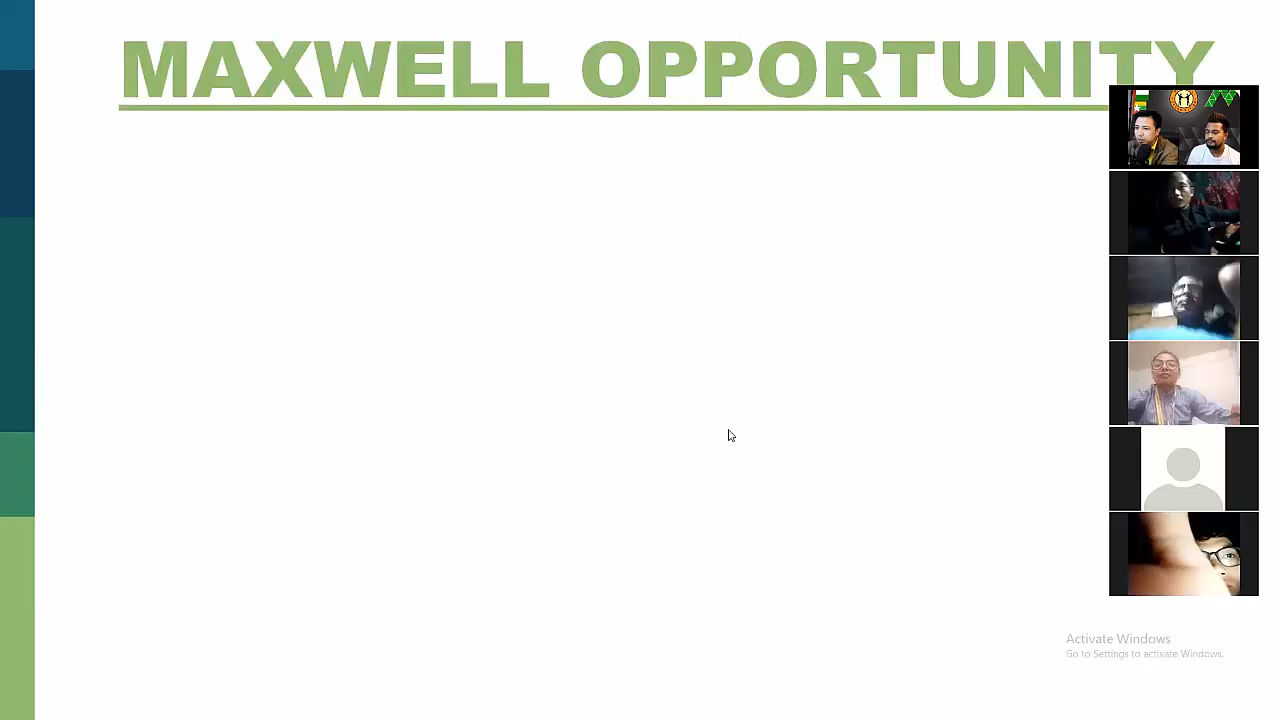 MAXWELL OPPORTUNITY
Activate Windows
Go to Settings to activate Windows.